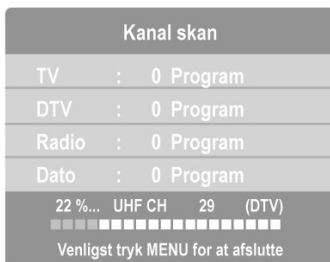 Kanal skan
TV : 0 Program
DTV : 0 Program
Radio : 0 Program
Dato : 0 Program
22 %... UHF CH 29 (DTV)
Venligst tryk MENU for at afslutte